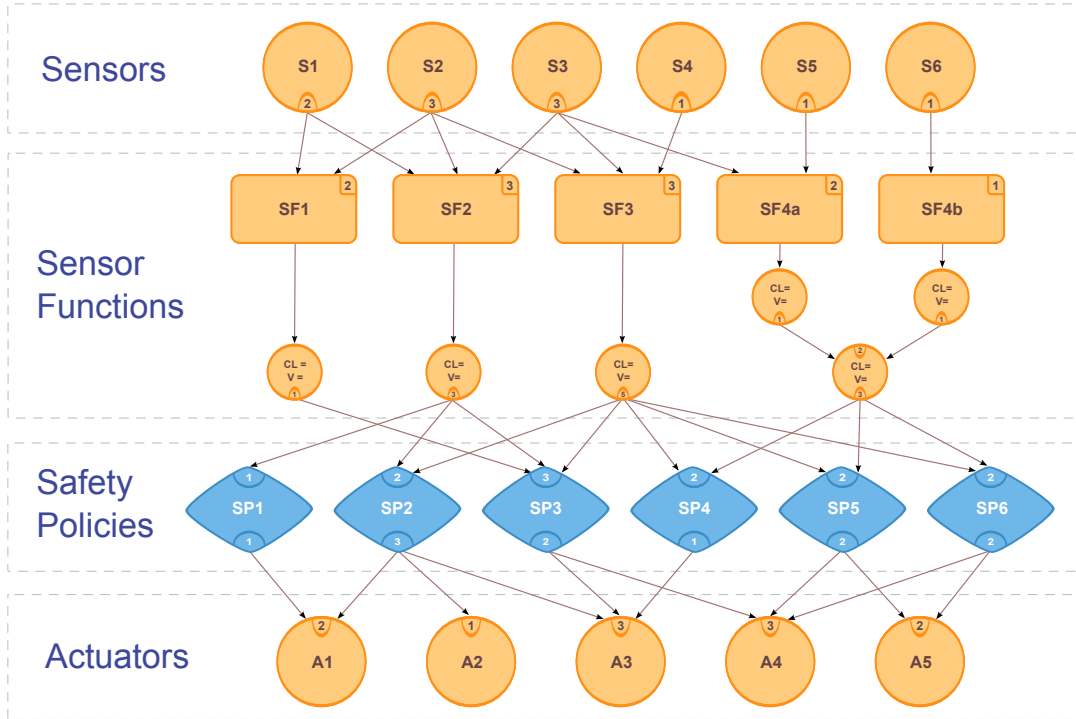 Sensors
S1
2
S2
3
S3
3
S4
1
S5
1
S6
1
Sensor
Functions
SF1
2
SF2
3
SF3
3
SF4a
2
SF4b
1
CL=
V=
1
CL=
V=
1
CL =
V =
1
CL=
V=
3
CL=
V=
5
2
CL=
V=
3
Safety
Policies
1
SP1
1
2
SP2
3
3
SP3
2
2
SP4
1
2
SP5
2
2
SP6
2
Actuators
2
A1
1
A2
3
A3
3
A4
2
A5